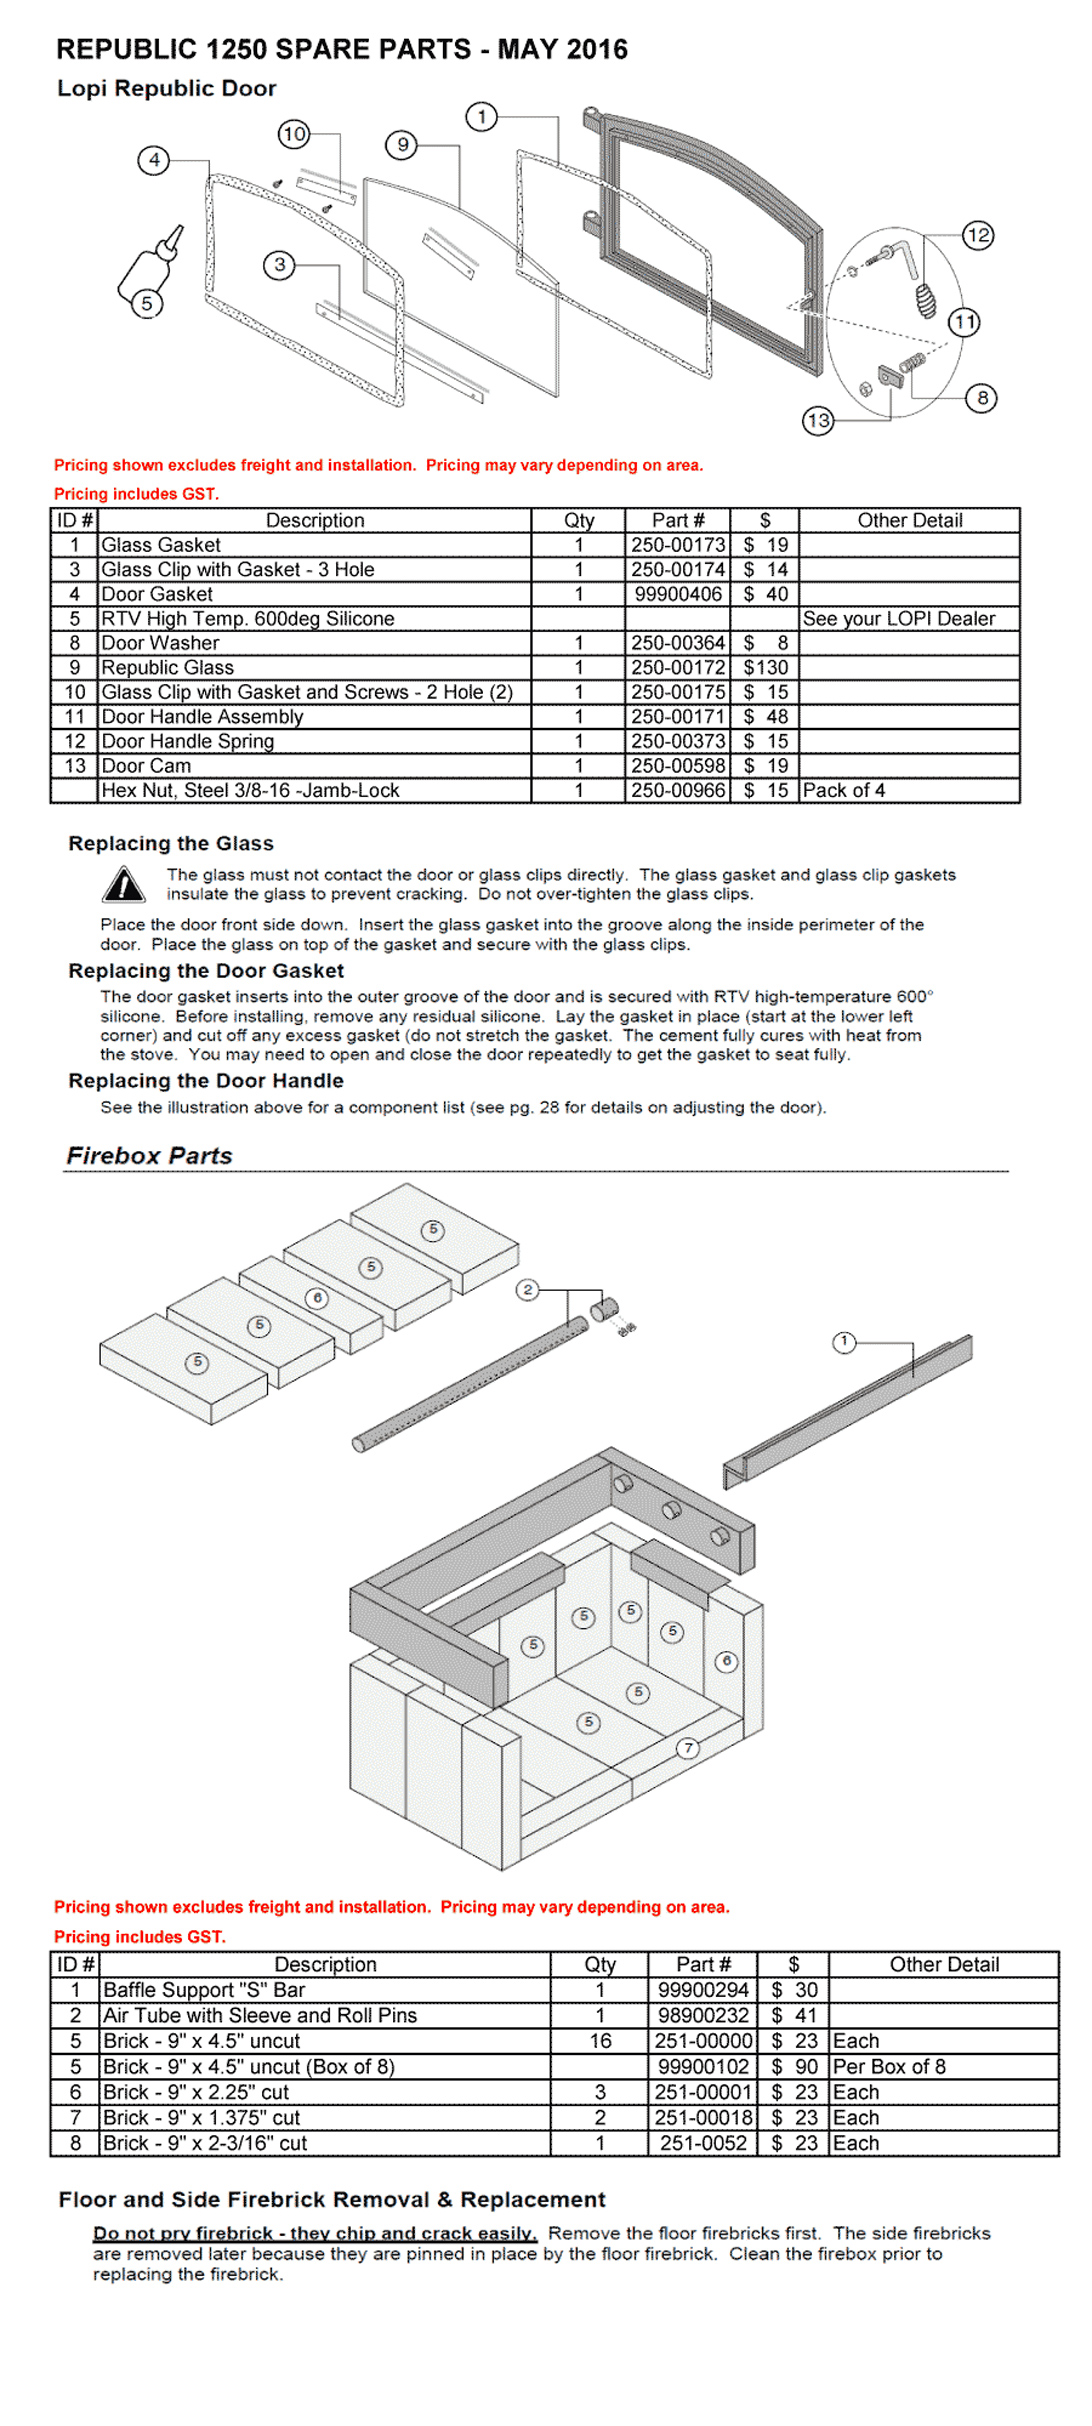 REPUBLIC 1250 SPARE PARTS - MAY 2016
Lopi Republic Door
1
10
9
4
12
3
5
11
8
13
Pricing shown excludes freight and installation.  Pricing may vary depending on area.
Pricing includes GST.
ID # Description Qty Part # $ Other Detail
1 Glass Gasket 1 250-00173 $ 19
3 Glass Clip with Gasket - 3 Hole 1 250-00174 $ 14
4 Door Gasket 1 99900406 $ 40
5 RTV High Temp. 600deg Silicone See your LOPI Dealer
8 Door Washer 1 250-00364 $ 8
9 Republic Glass 1 250-00172 $130
10 Glass Clip with Gasket and Screws - 2 Hole (2) 1 250-00175 $ 15
11 Door Handle Assembly 1 250-00171 $ 48
12 Door Handle Spring 1 250-00373 $ 15
13 Door Cam 1 250-00598 $ 19
Hex Nut, Steel 3/8-16 -Jamb-Lock 1 250-00966 $ 15 Pack of 4
Replacing the Glass
The glass must not contact the door or glass clips directly.  The glass gasket and glass clip gaskets
insulate the glass to prevent cracking.  Do not over-tighten the glass clips.
Place the door front side down.  Insert the glass gasket into the groove along the inside perimeter of the
door.  Place the glass on top of the gasket and secure with the glass clips.
Replacing the Door Gasket
The door gasket inserts into the outer groove of the door and is secured with RTV high-temperature 600°
silicone.  Before installing, remove any residual silicone.  Lay the gasket in place (start at the lower left
corner) and cut off any excess gasket (do not stretch the gasket.  The cement fully cures with heat from
the stove.  You may need to open and close the door repeatedly to get the gasket to seat fully.
Replacing the Door Handle
See the illustration above for a component list (see pg. 28 for details on adjusting the door).
Firebox Parts
5
5
6
2
5
1
5
5
5
5
5
6
5
5
7
Pricing shown excludes freight and installation.  Pricing may vary depending on area.
Pricing includes GST.
ID # Description Qty Part # $ Other Detail
1 Baffle Support "S" Bar 1 99900294 $ 30
2 Air Tube with Sleeve and Roll Pins 1 98900232 $ 41
5 Brick - 9" x 4.5" uncut 16 251-00000 $ 23 Each
5 Brick - 9" x 4.5" uncut (Box of 8) 99900102 $ 90 Per Box of 8
6 Brick - 9" x 2.25" cut 3 251-00001 $ 23 Each
7 Brick - 9" x 1.375" cut 2 251-00018 $ 23 Each
8 Brick - 9" x 2-3/16" cut 1 251-0052 $ 23 Each
Floor and Side Firebrick Removal & Replacement
Do not pry firebrick - they chip and crack easily.  Remove the floor firebricks first.  The side firebricks
are removed later because they are pinned in place by the floor firebrick.  Clean the firebox prior to
replacing the firebrick.